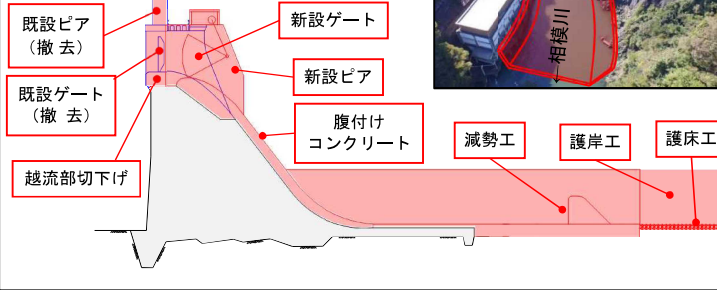 既設ピア
（撤 去）
新設ゲート
新設ピア
既設ゲート
（撤 去）
腹付け
コンクリート
越流部切下げ
減勢工
護岸工
護床工
←相模川